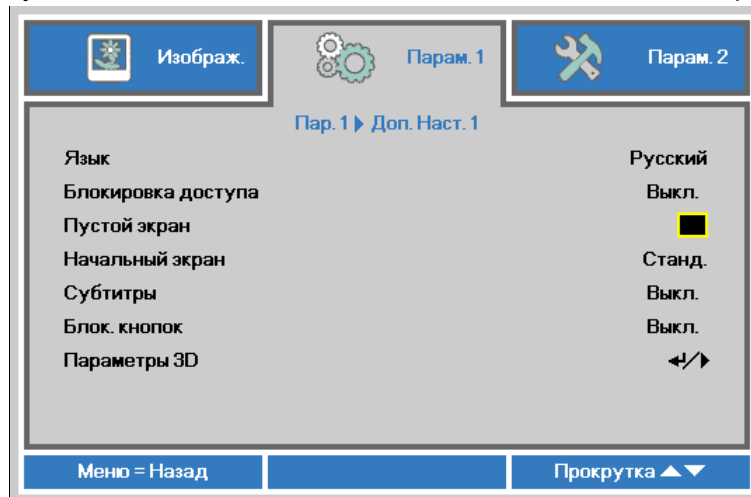 Изображ. Парам. 1 Парам. 2
Пар. 1 Доп. Наст. 1
Язык Русский
Блокировка доступа Выкл.
Пустой экран
Начальный экран Станд.
Субтитры Выкл.
Блок. кнопок Выкл.
Параметры 3D ↵/▶
Меню = Назад Прокрутка ▲▼